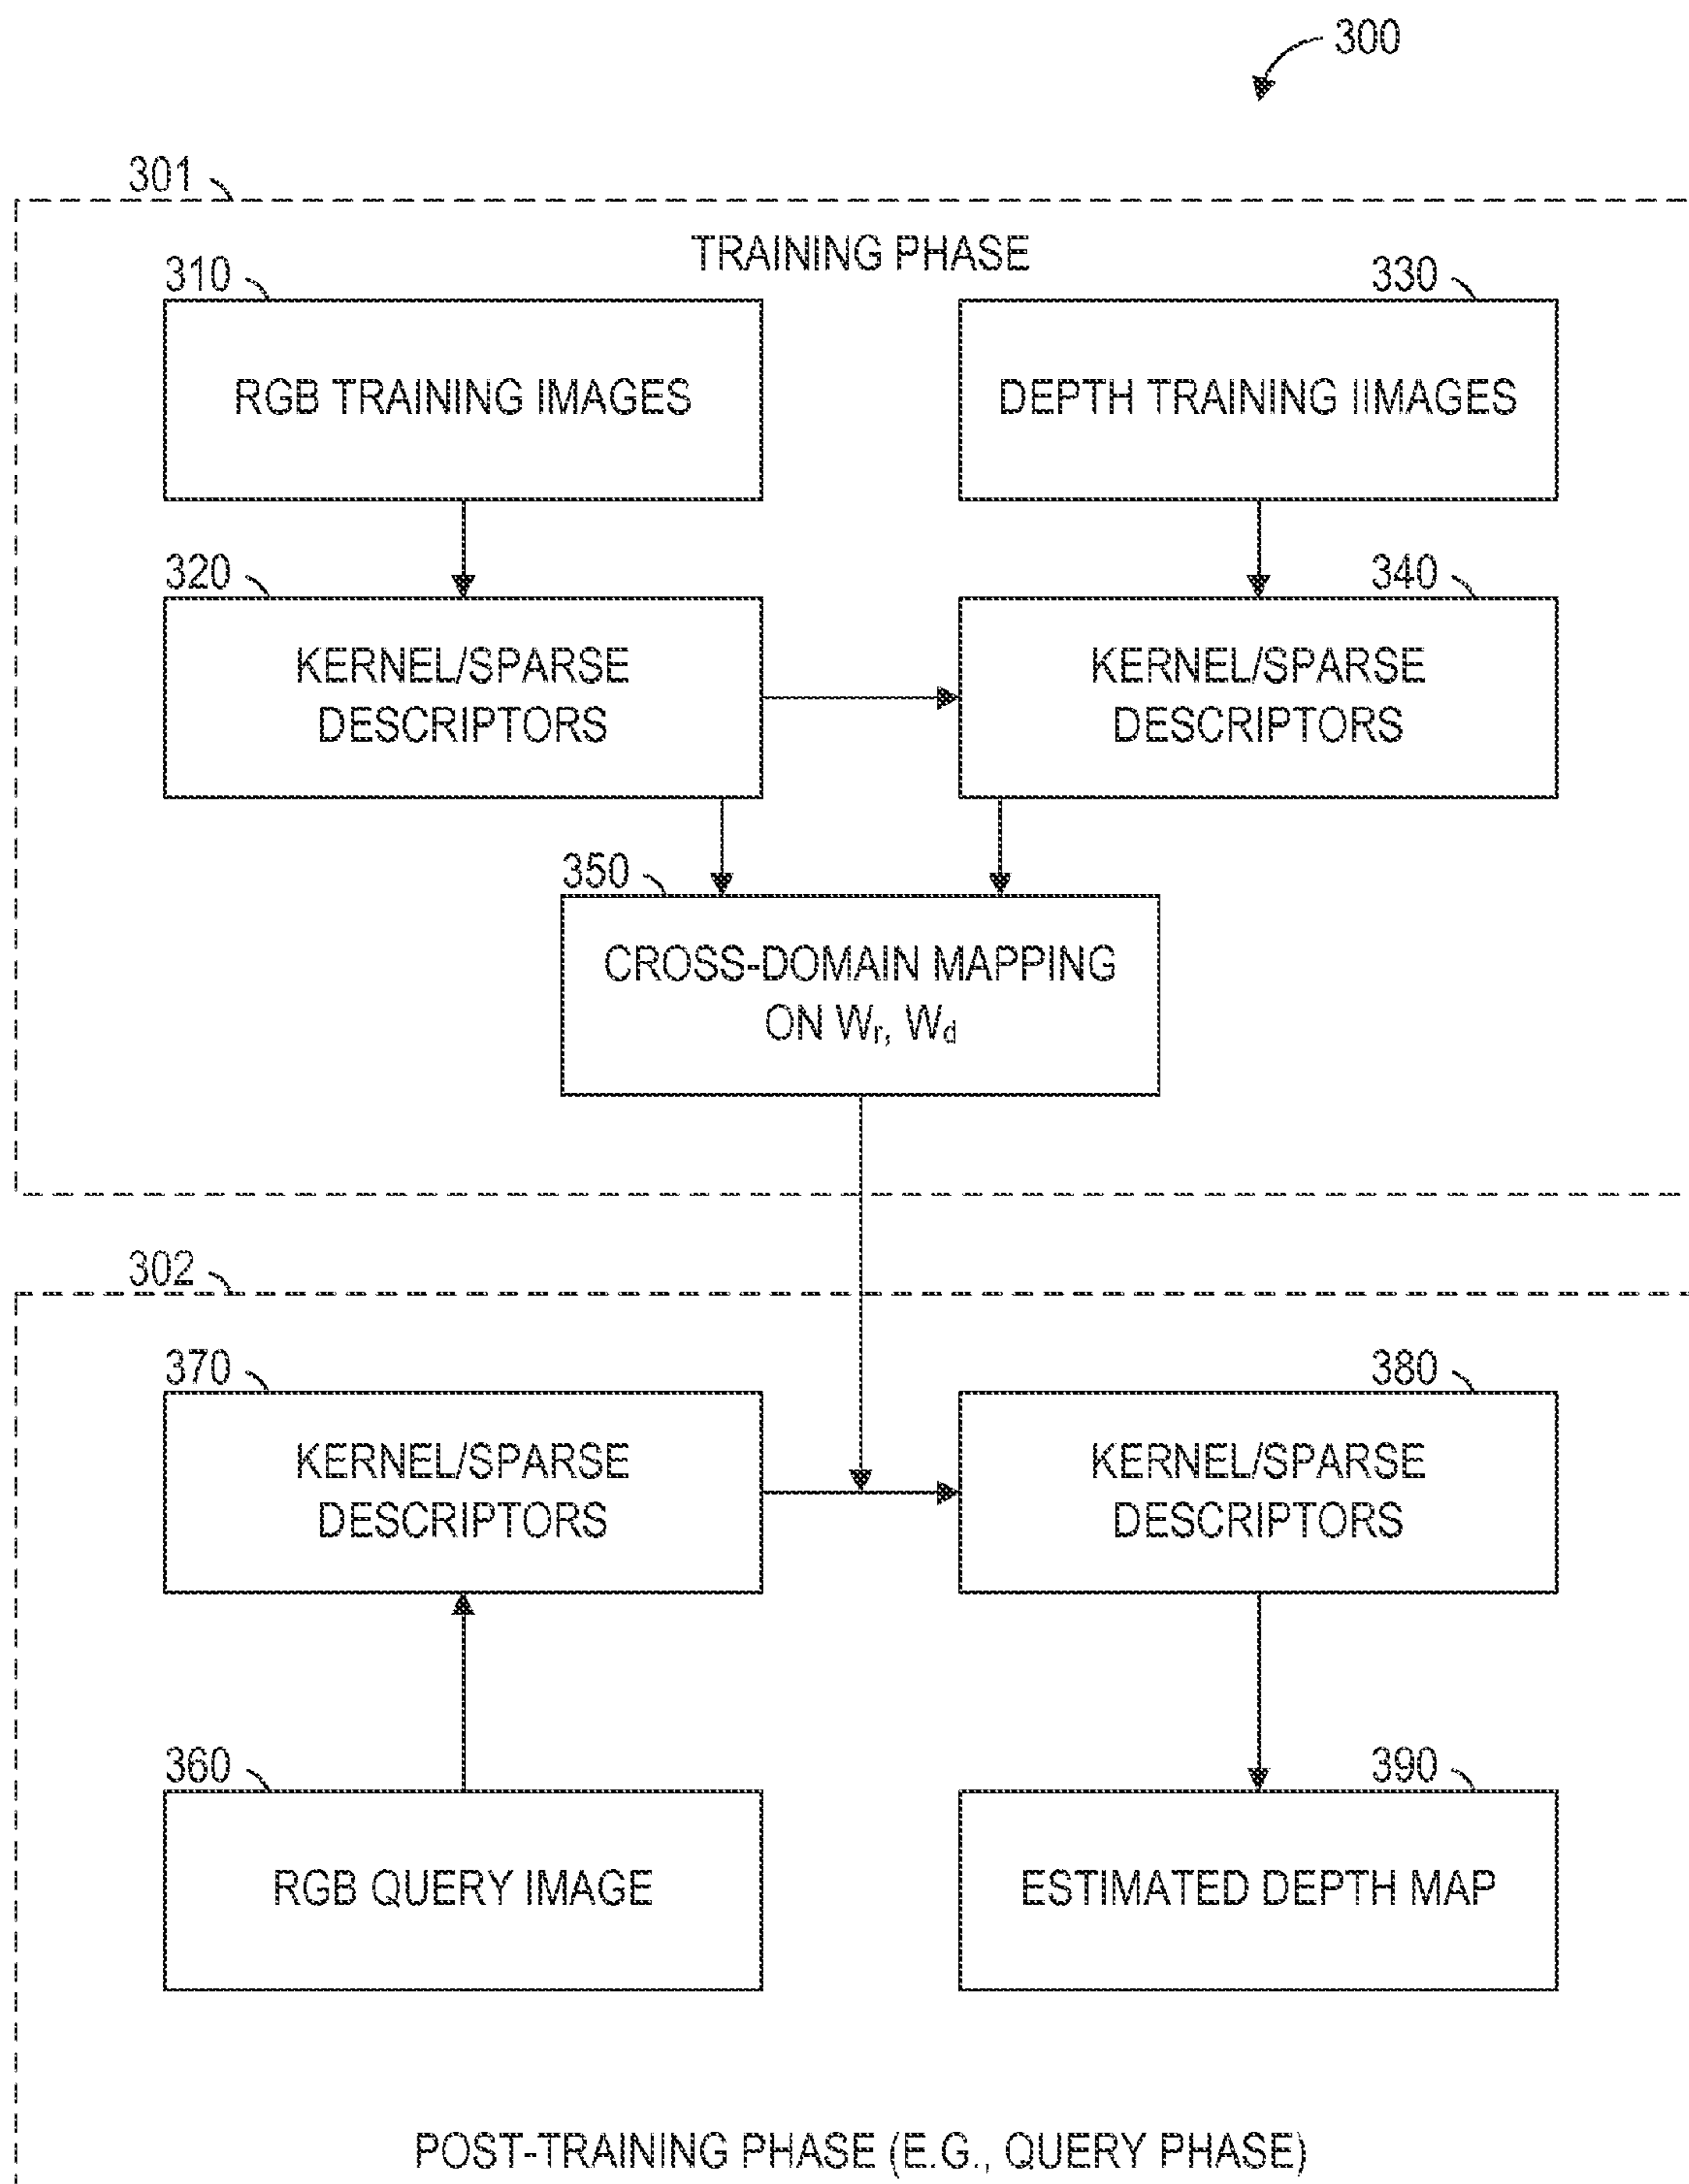 300
301
TRAINING PHASE
310
330
RGB TRAINING IMAGES
DEPTH TRAINING IIMAGES
320
340
KERNEL/SPARSE
DESCRIPTORS
KERNEL/SPARSE
DESCRIPTORS
350
CROSS-DOMAIN MAPPING
ON Wr, Wd
302
370
380
KERNEL/SPARSE
DESCRIPTORS
KERNEL/SPARSE
DESCRIPTORS
360
390
RGB QUERY IMAGE
ESTIMATED DEPTH MAP
POST-TRAINING PHASE (E.G., QUERY PHASE)